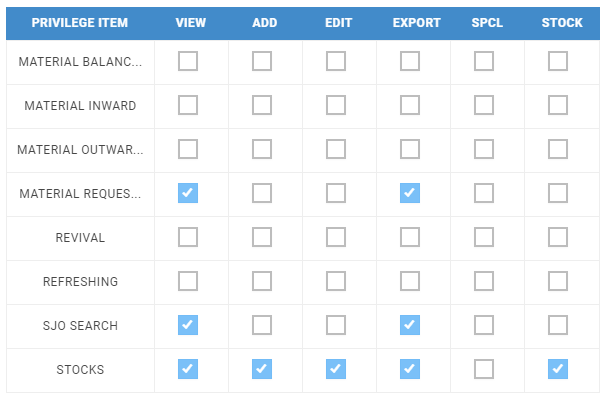 PRIVILEGE ITEM VIEW ADD EDIT EXPORT SPCL STOCK
MATERIAL BALANC...
MATERIAL INWARD
MATERIAL OUTWAR...
MATERIAL REQUES...
REVIVAL
REFRESHING
SJO SEARCH
STOCKS